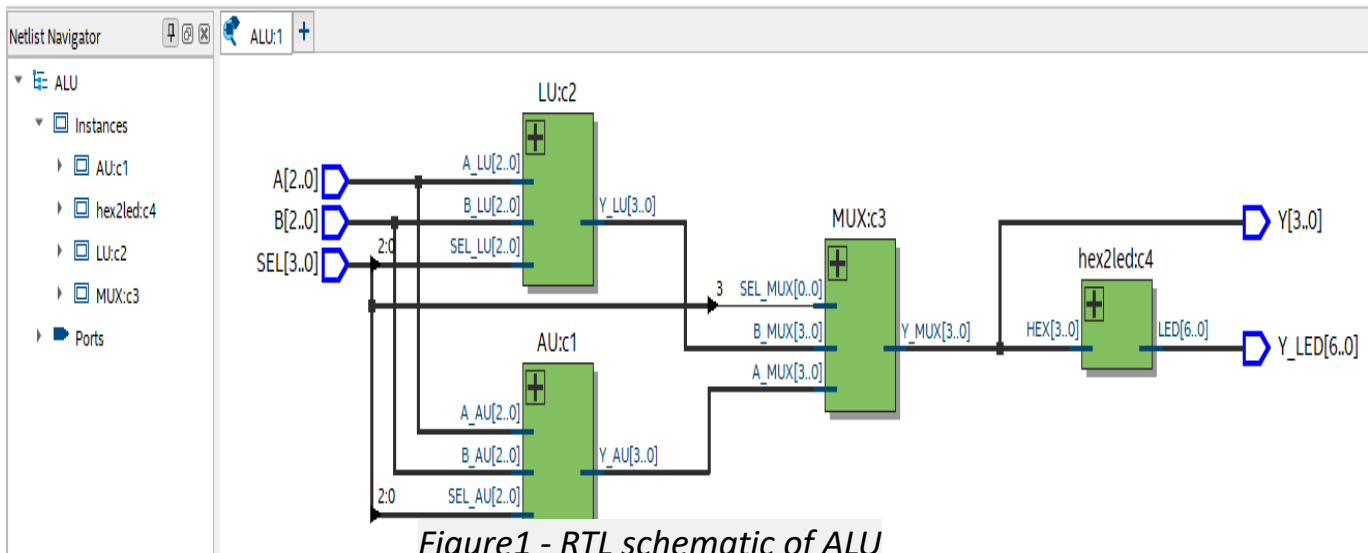 Netlist Navigator
ALU:1
ALU
Instances
AU:c1
hex2led:c4
LU:c2
MUX:c3
Ports
LU:c2
A[2..0]
B[2..0]
SEL[3..0]
2:0
A_LU[2..0]
B_LU[2..0]
SEL_LU[2..0]
Y_LU[3..0]
AU:c1
A_AU[2..0]
B_AU[2..0]
2:0
SEL_AU[2..0]
Y_AU[3..0]
MUX:c3
3
SEL_MUX[0..0]
B_MUX[3..0]
A_MUX[3..0]
Y_MUX[3..0]
hex2led:c4
HEX[3..0]
LED[6..0]
Y[3..0]
Y_LED[6..0]
Figure1 - RTL schematic of ALU